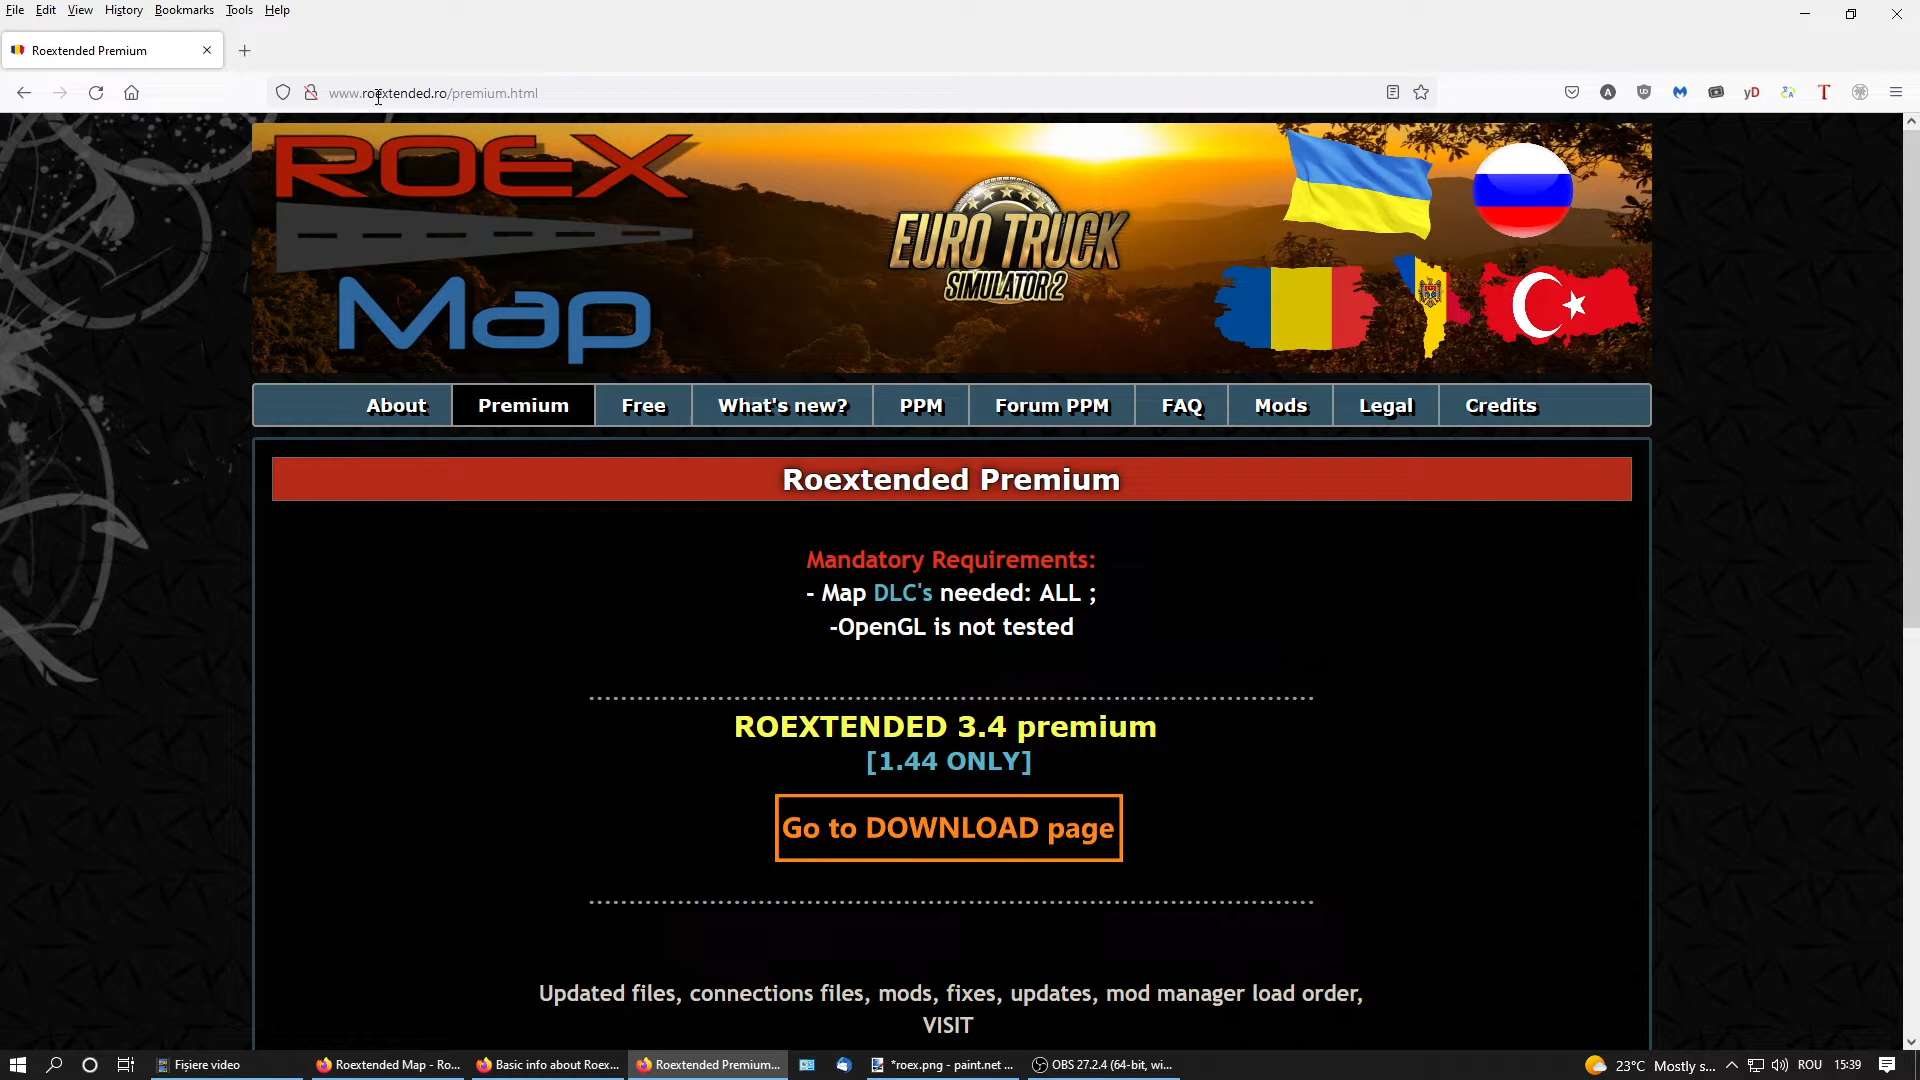 File Edit View History Bookmarks Tools Help
Roextended Premium
www.roextended.ro/premium.html
ROEX
Map
EURO TRUCK
SIMULATOR 2
About Premium Free What's new? PPM Forum PPM FAQ Mods Legal Credits
Roextended Premium
Mandatory Requirements:
- Map DLC's needed: ALL ;
-OpenGL is not tested
ROEXTENDED 3.4 premium
[1.44 ONLY]
Go to DOWNLOAD page
Updated files, connections files, mods, fixes, updates, mod manager load order,
VISIT
Fișiere video Roextended Map - Ro... Basic info about Roex... Roextended Premium... *roex.png - paint.net ... OBS 27.2.4 (64-bit, wi... 23°C Mostly s... ROU 15:39